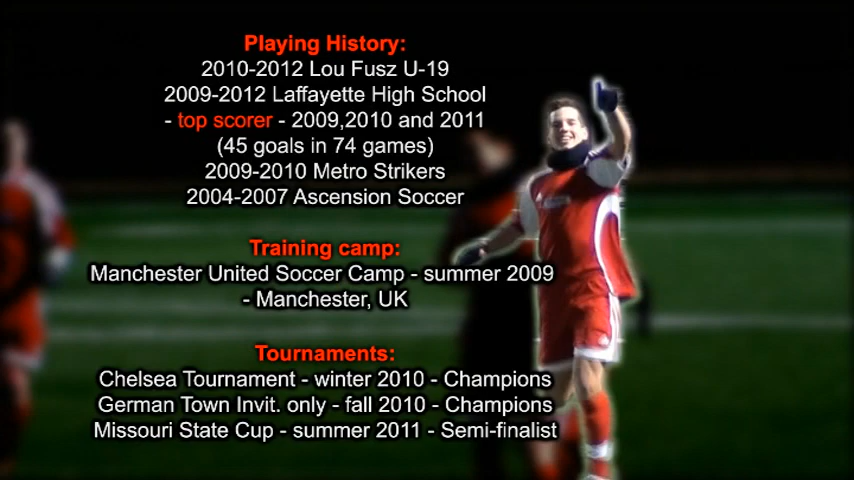 Playing History:
2010-2012 Lou Fusz U-19
2009-2012 Laffayette High School
- top scorer - 2009,2010 and 2011
(45 goals in 74 games)
2009-2010 Metro Strikers
2004-2007 Ascension Soccer
Training camp:
Manchester United Soccer Camp - summer 2009
- Manchester, UK
Tournaments:
Chelsea Tournament - winter 2010 - Champions
German Town Invit. only - fall 2010 - Champions
Missouri State Cup - summer 2011 - Semi-finalist